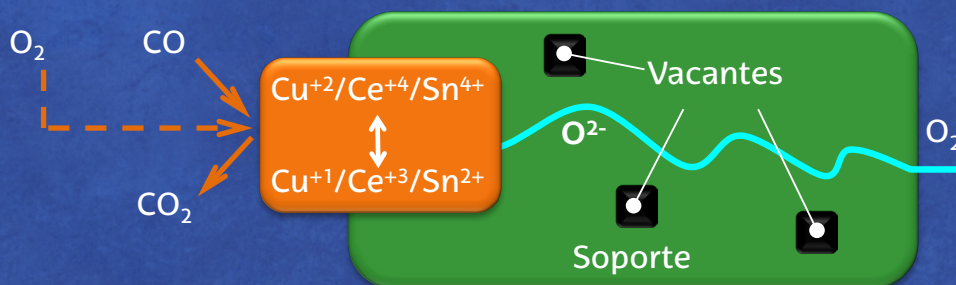 O₂
CO
CO₂
Cu⁺²/Ce⁺⁴/Sn⁴⁺
Cu⁺¹/Ce⁺³/Sn²⁺
Vacantes
O²⁻
Soporte
O₂